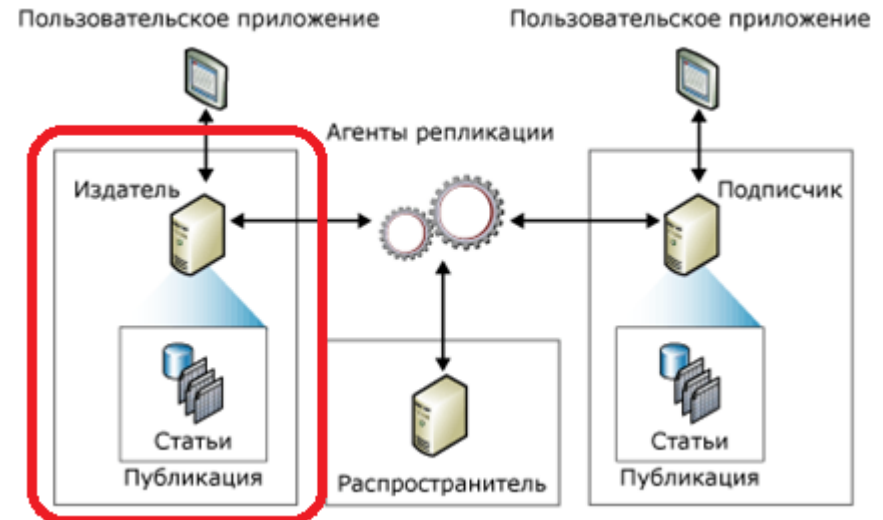 Пользовательское приложение
Пользовательское приложение
Агенты репликации
Издатель
Подписчик
Статьи
Публикация
Распространитель
Статьи
Публикация